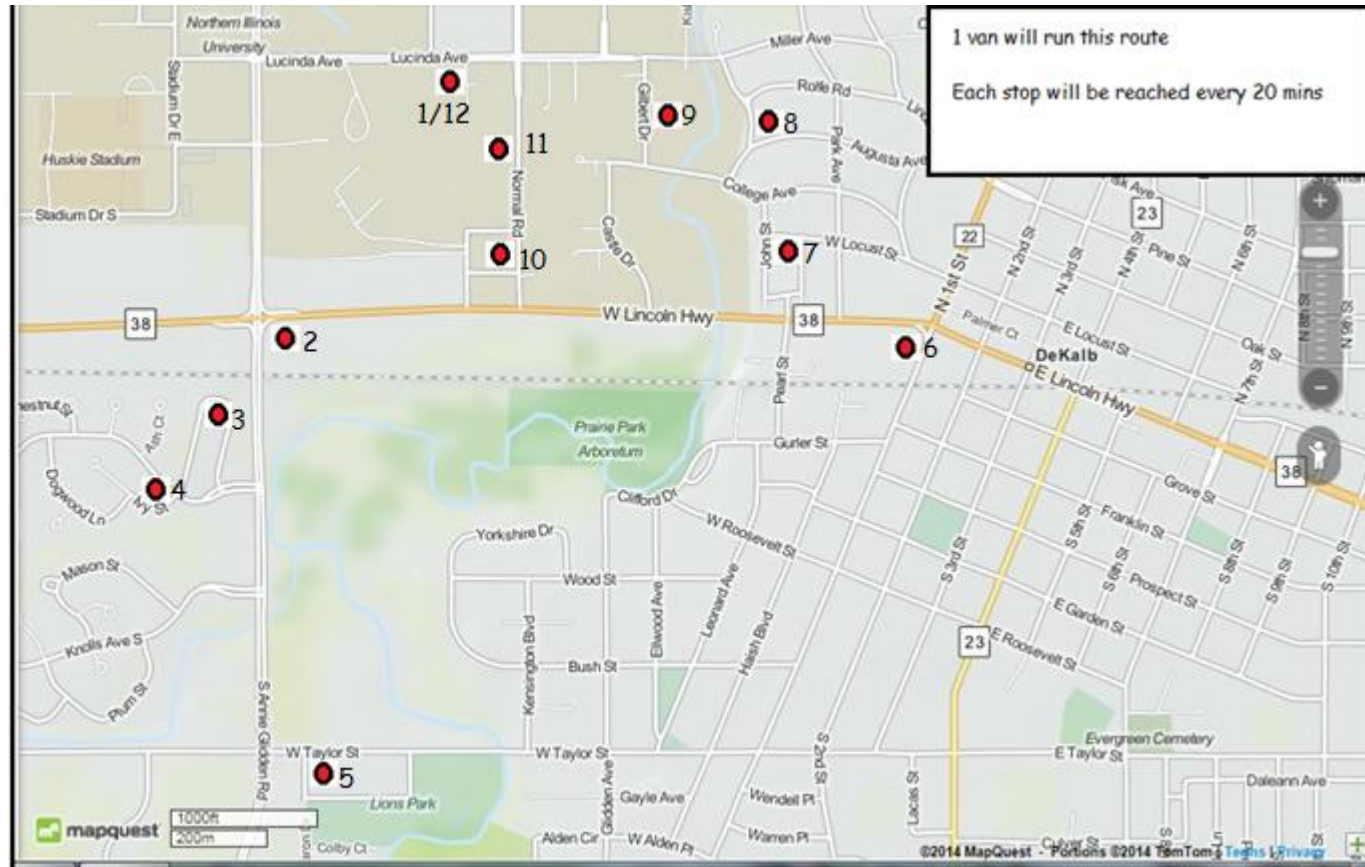 1 van will run this route
Each stop will be reached every 20 mins
Northern Illinois
University
Lucinda Ave
Lucinda Ave
Miller Ave
Stadium Dr E
Gilbert Dr
Rolfe Rd
1/12
9
8
11
Huskie Stadium
Park Ave
Augusta Ave
Normal Rd
College Ave
23
Pine St
N 6th St
Stadium Dr S
Castle Dr
John St
W Locust St
22
N 2nd St
N 3rd St
N 4th St
7
10
N 1st St
Oak St
N 8th St
N 9th St
38
W Lincoln Hwy
38
Palmer Ct
E Locust St
2
6
DeKalb
E Lincoln Hwy
N 7th St
Pearl St
3
Ash Ct
Prairie Park
Arboretum
Gurler St
4
Ivy St
Dogwood Ln
Clifford Dr
38
Grove St
Yorkshire Dr
W Roosevelt St
Franklin St
S 3rd St
S 5th St
S 6th St
S 8th St
S 9th St
S 10th St
Mason St
Wood St
Prospect St
Ellwood Ave
Leonard Ave
Haish Blvd
E Garden St
Knolls Ave S
Kensington Blvd
Bush St
23
E Roosevelt St
Plum St
S Annie Glidden Rd
W Taylor St
W Taylor St
S 2nd St
Evergreen Cemetery
E Taylor St
5
Lions Park
Glidden Ave
Gayle Ave
Wendell Pl
Lacas St
Daleann Ave
mapquest
1000ft
200m
Colby Ct
Alden Cir
W Alden Pl
Warren Pl
©2014 MapQuest - Portions ©2014 TomTom | Terms | Privacy